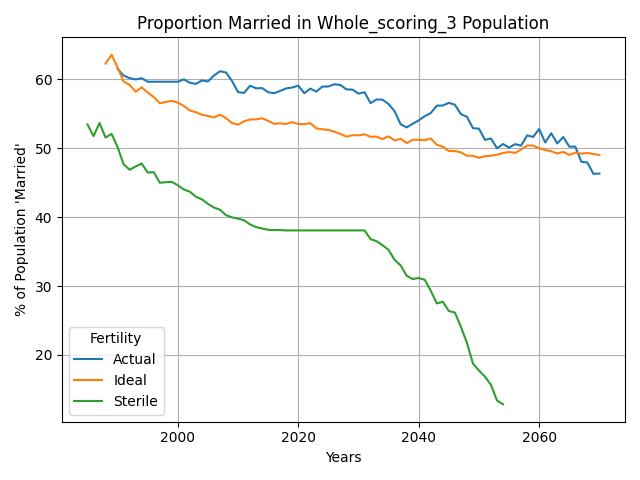 Proportion Married in Whole_scoring_3 Population
% of Population 'Married'
60
50
40
30
20
Fertility
Actual
Ideal
Sterile
2000
2020
2040
2060
Years